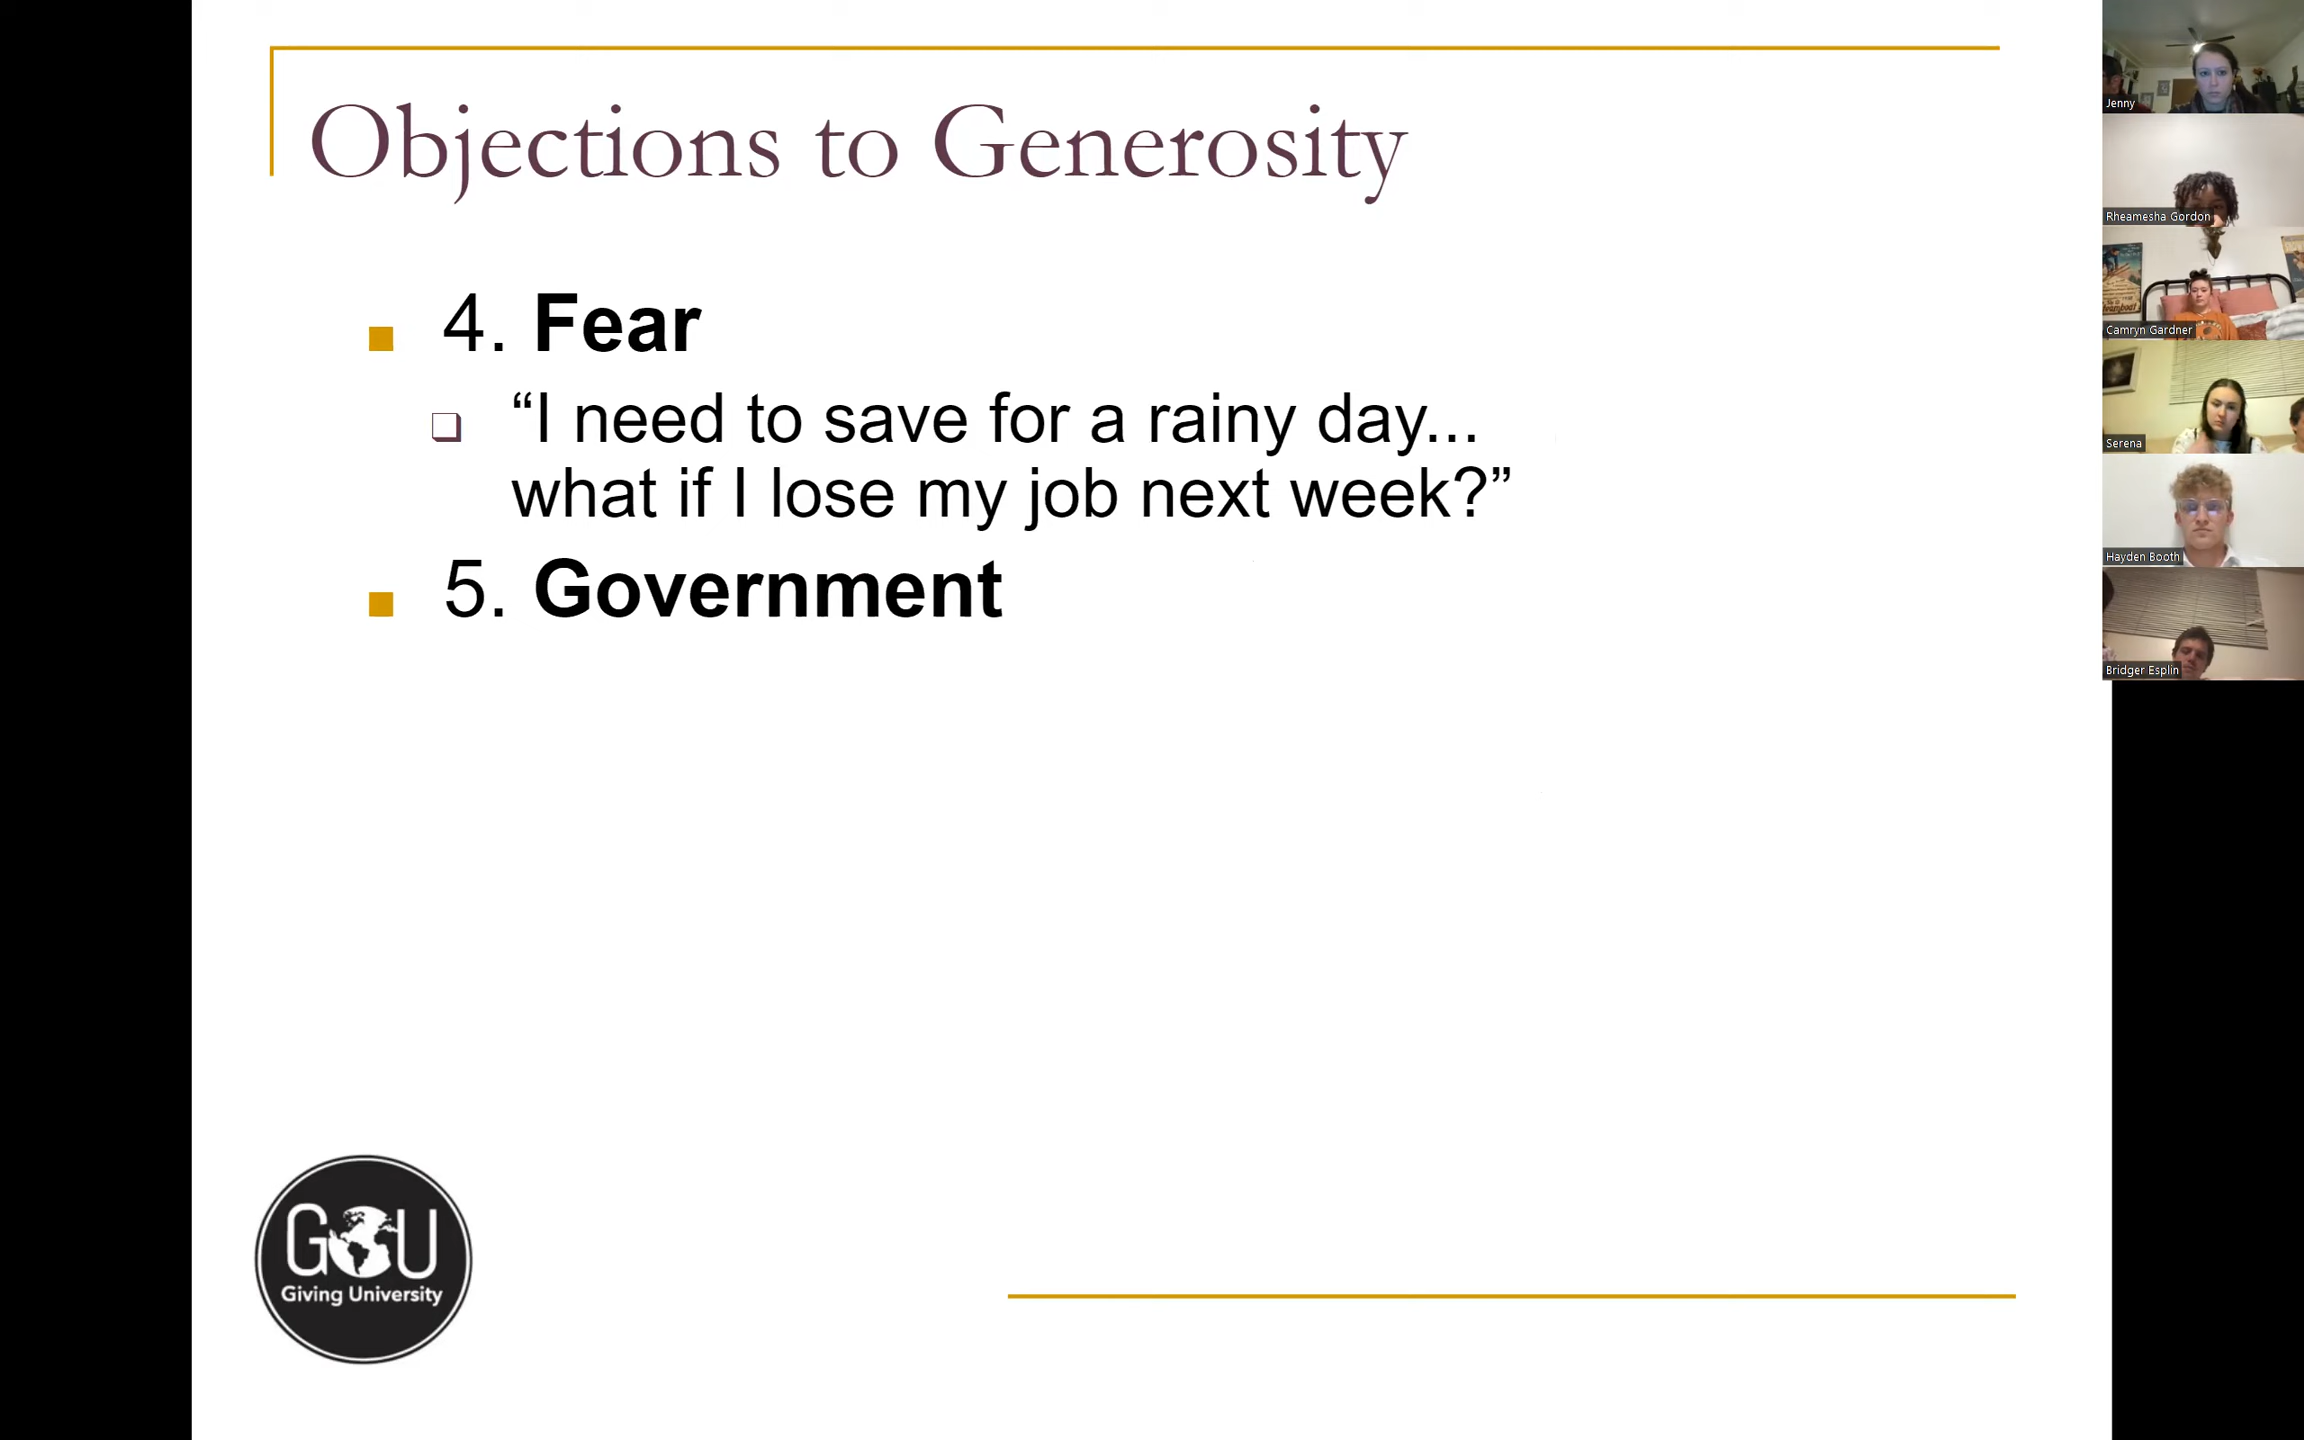 Objections to Generosity
4. Fear
“I need to save for a rainy day...
what if I lose my job next week?”
5. Government
GU
Giving University
Jenny
Rheamesha Gordon
Camryn Gardner
Serena
Hayden Booth
Bridger Esplin